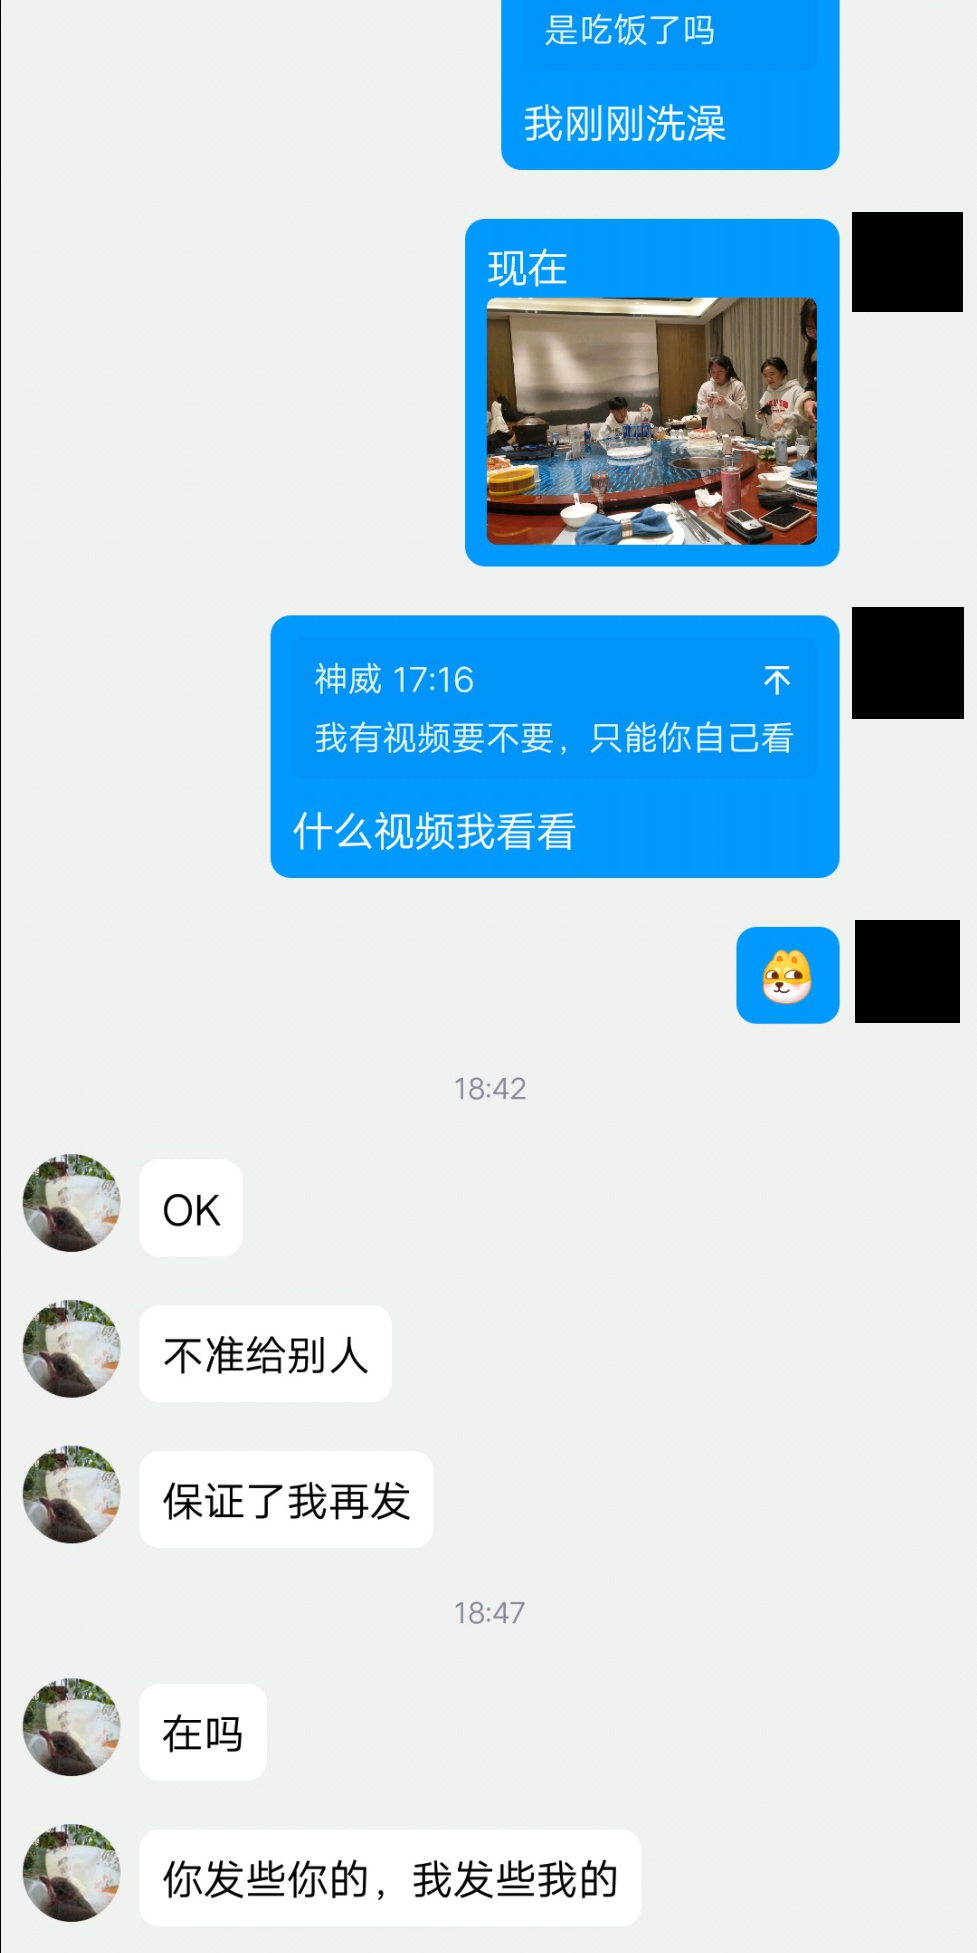 是吃饭了吗
我刚刚洗澡
现在
神威 17:16
我有视频要不要，只能你自己看
什么视频我看看
18:42
OK
不准给别人
保证了我再发
18:47
在吗
你发些你的，我发些我的